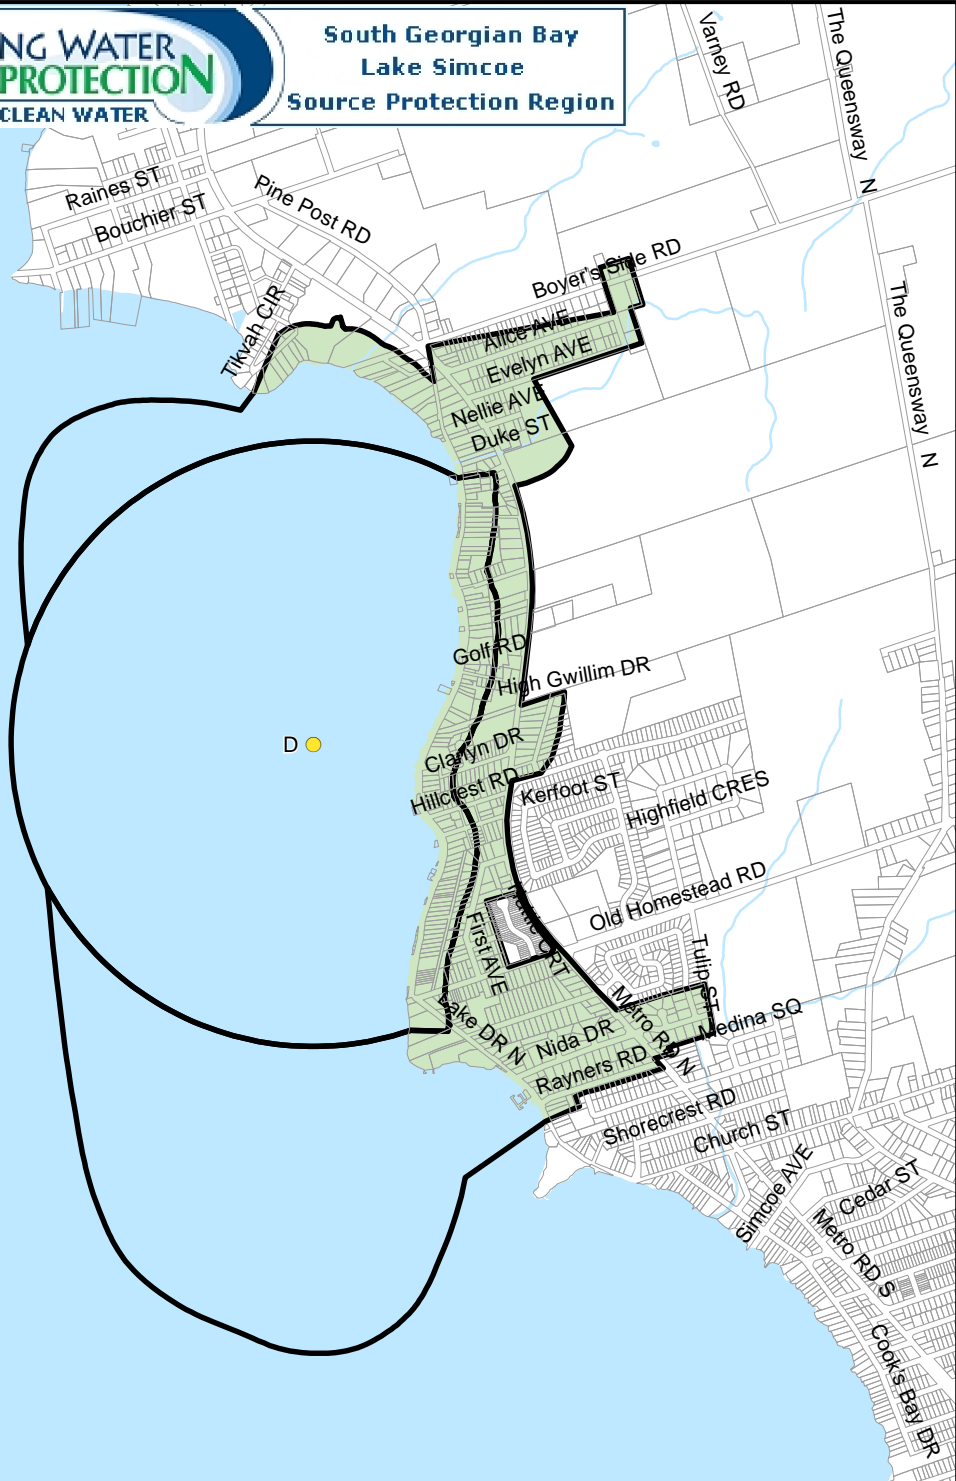 NG WATER
PROTECTION
CLEAN WATER
South Georgian Bay
Lake Simcoe
Source Protection Region
Varney RD
The Queensway N
Raines ST
Bouchier ST
Pine Post RD
Boyer's Side RD
Tikvah CIR
Alice AVE
Evelyn AVE
Nellie AVE
Duke ST
The Queensway N
Golf RD
High Gwillim DR
D
Clarlyn DR
Hillcrest RD
Kerfoot ST
Highfield CRES
Old Homestead RD
First AVE
CRT
Tulip ST
Lake DR N
Metro RD N
Medina SQ
Nida DR
Rayners RD
Shorecrest RD
Church ST
Simcoe AVE
Cedar ST
Metro RD S
Cook's Bay DR